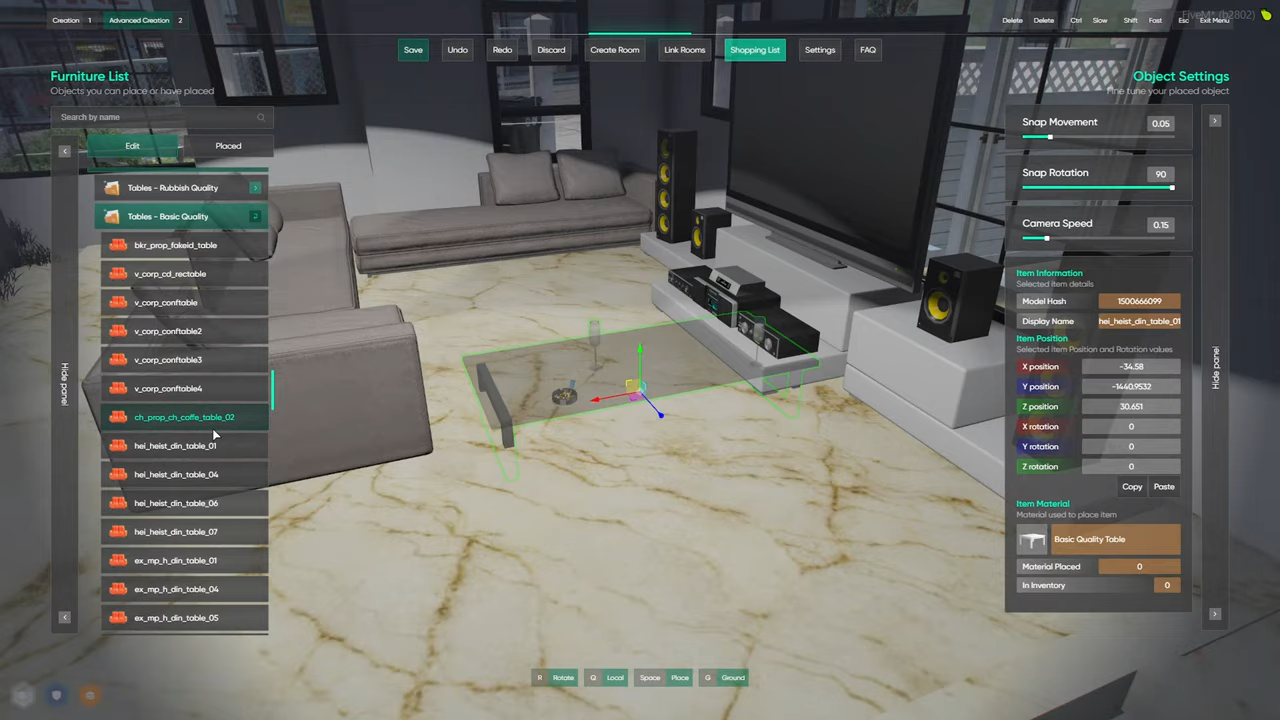 Creation 1 Advanced Creation 2
Delete Delete Ctrl Slow Shift Fast Esc Exit Menu
FiveM* (b2802)
Save Undo Redo Discard Create Room Link Rooms Shopping List Settings FAQ
Furniture List
Objects you can place or have placed
Search by name
Edit Placed
Hide panel
Tables - Rubbish Quality
Tables - Basic Quality
bkr_prop_fakeid_table
v_corp_cd_rectable
v_corp_conftable
v_corp_conftable2
v_corp_conftable3
v_corp_conftable4
ch_prop_ch_coffe_table_02
hei_heist_din_table_01
hei_heist_din_table_04
hei_heist_din_table_06
hei_heist_din_table_07
ex_mp_h_din_table_01
ex_mp_h_din_table_04
ex_mp_h_din_table_05
Object Settings
Fine tune your placed object
Snap Movement 0.05
Snap Rotation 90
Camera Speed 0.15
Item Information
Selected item details
Model Hash 1500666099
Display Name hei_heist_din_table_01
Item Position
Selected item Position and Rotation values
X position -34.58
Y position -1440.9532
Z position 30.651
X rotation 0
Y rotation 0
Z rotation 0
Copy Paste
Item Material
Material used to place item
Basic Quality Table
Material Placed 0
In Inventory 0
Hide panel
R Rotate Q Local Space Place G Ground